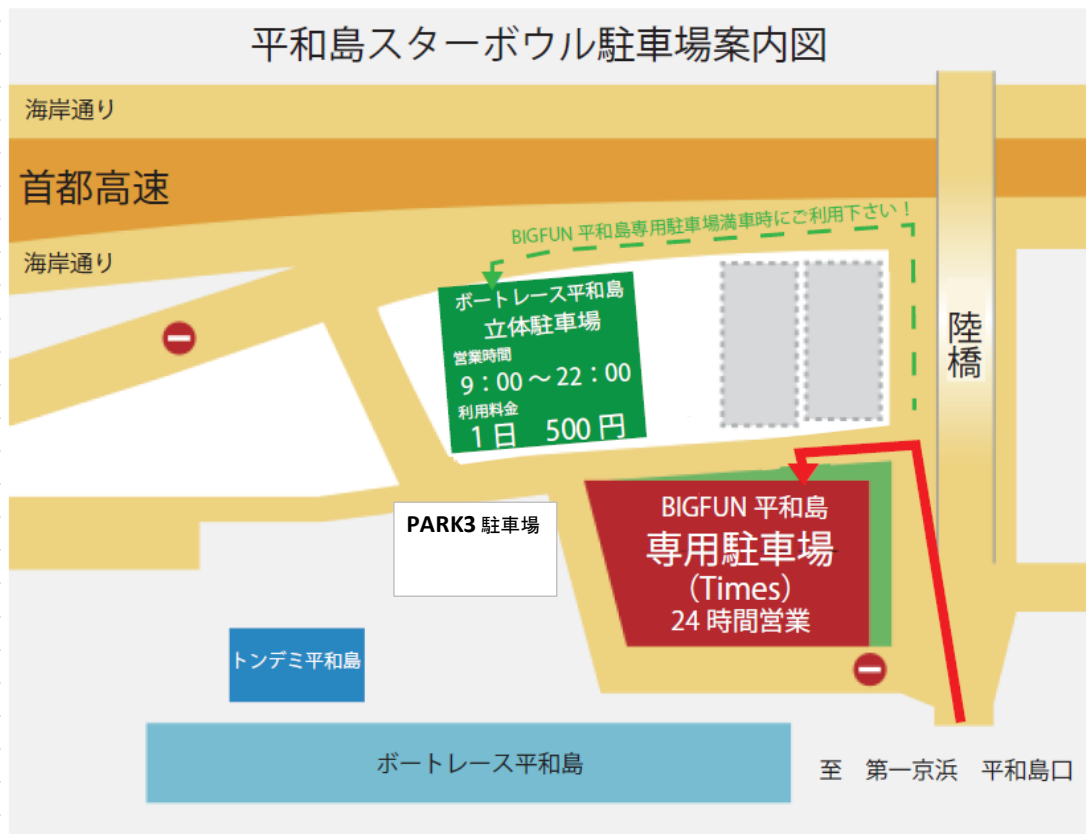 平和島スターボウル駐車場案内図
海岸通り
首都高速
BIGFUN 平和島専用駐車場満車時にご利用下さい！
海岸通り
ボートレース平和島
立体駐車場
営業時間
9：00～22：00
利用料金
1日 500円
陸橋
PARK3 駐車場
BIGFUN 平和島
専用駐車場
(Times)
24時間営業
トンデミ平和島
ボートレース平和島
至 第一京浜 平和島口